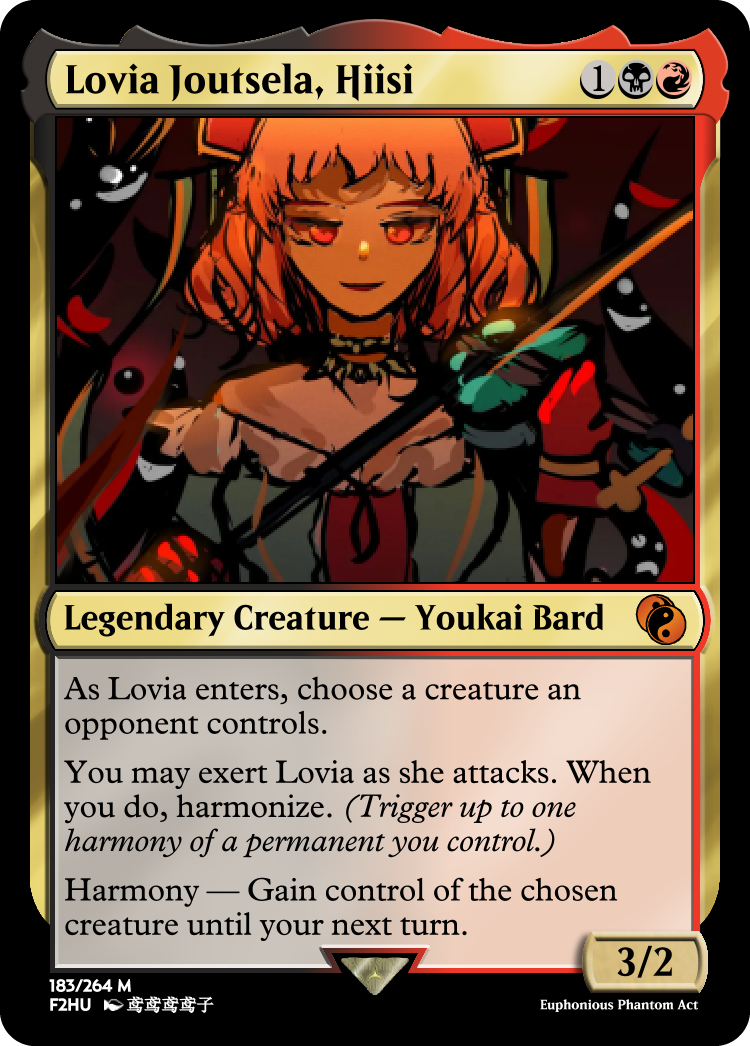 Lovia Joutsela, Hiisi 1
Legendary Creature — Youkai Bard
As Lovia enters, choose a creature an
opponent controls.
You may exert Lovia as she attacks. When
you do, harmonize. (Trigger up to one
harmony of a permanent you control.)
Harmony — Gain control of the chosen
creature until your next turn.
3/2
183/264 M
F2HU 鸢鸢鸢鸢子
Euphonious Phantom Act